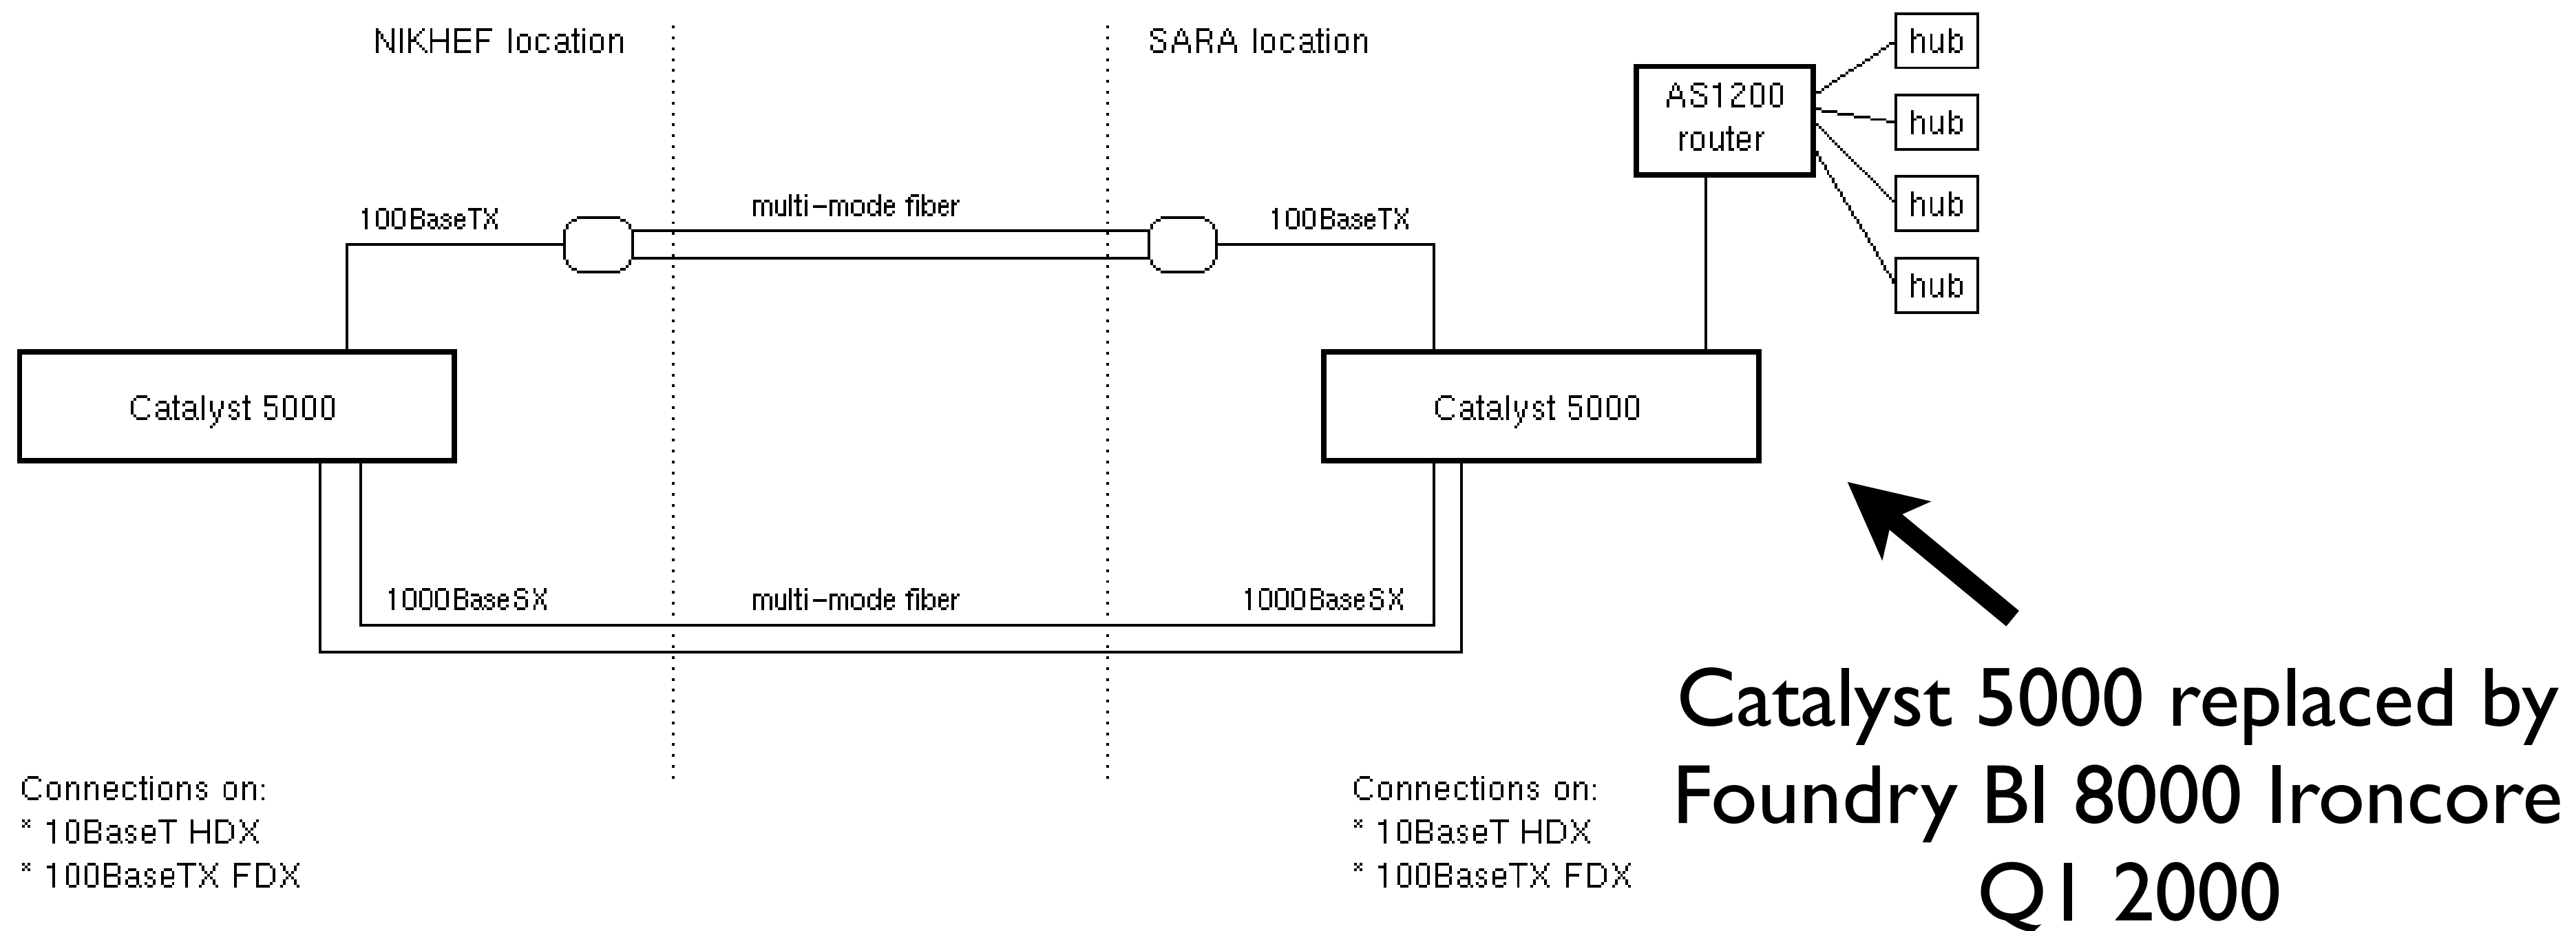 NIKHEF location
SARA location
hub
AS1200
router
hub
hub
hub
100BaseTX
multi-mode fiber
100BaseTX
Catalyst 5000
Catalyst 5000
1000BaseSX
multi-mode fiber
1000BaseSX
Catalyst 5000 replaced by
Foundry BI 8000 Ironcore
Q1 2000
Connections on:
* 10BaseT HDX
* 100BaseTX FDX
Connections on:
* 10BaseT HDX
* 100BaseTX FDX